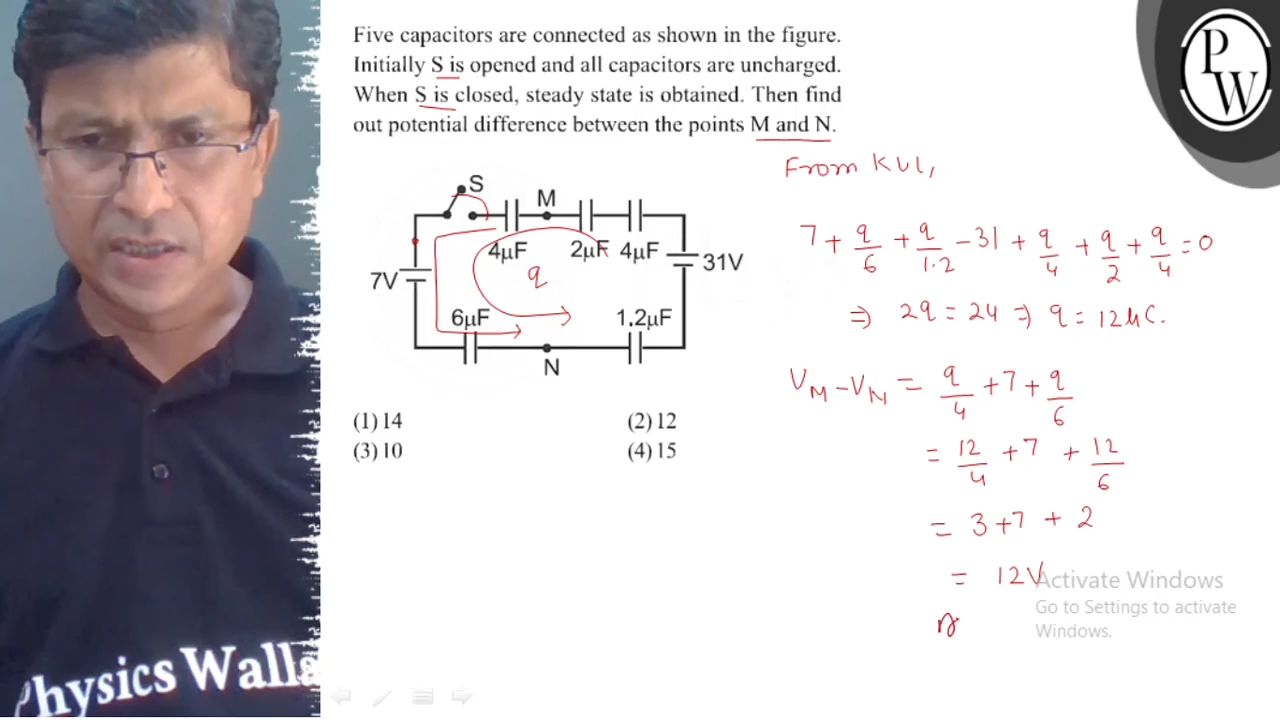 Five capacitors are connected as shown in the figure.
Initially S is opened and all capacitors are uncharged.
When S is closed, steady state is obtained. Then find
out potential difference between the points M and N.
P
W
From KVL,
S
M
4μF
2μF
4μF
7V
31V
q
6μF
1.2μF
N
7 + q/6 + q/1.2 - 31 + q/4 + q/2 + q/4 = 0
⇒ 2q = 24 ⇒ q = 12μC.
V_M - V_N = q/4 + 7 + q/6
= 12/4 + 7 + 12/6
= 3 + 7 + 2
= 12V
(1) 14
(2) 12
(3) 10
(4) 15
Activate Windows
Go to Settings to activate
Windows.
Physics Walla